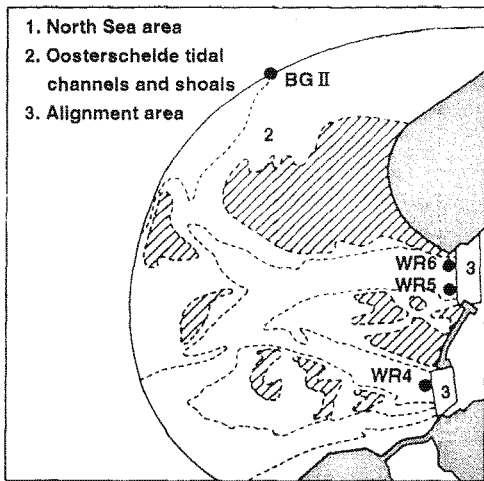 1. North Sea area
2. Oosterschelde tidal
channels and shoals
3. Alignment area
BG II
2
WR6
3
WR5
WR4
3